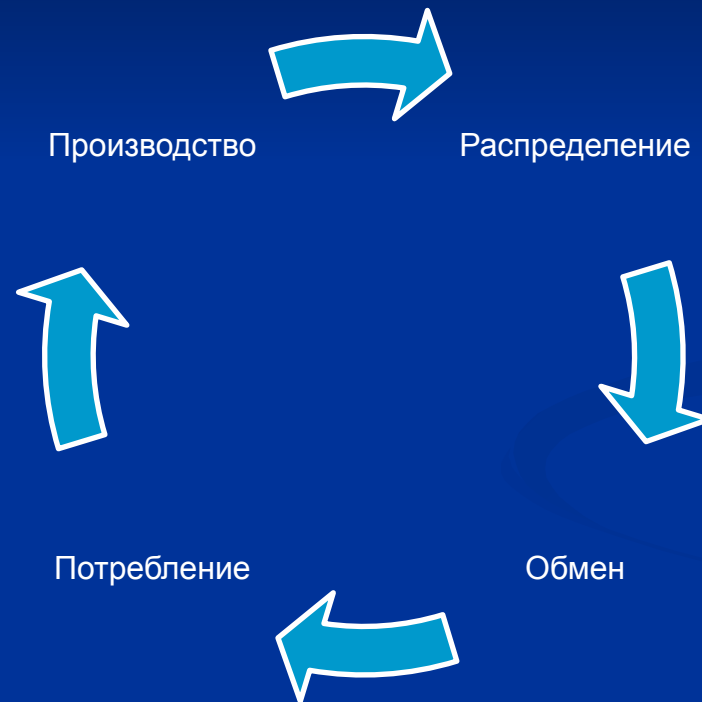 Производство
Распределение
Потребление
Обмен